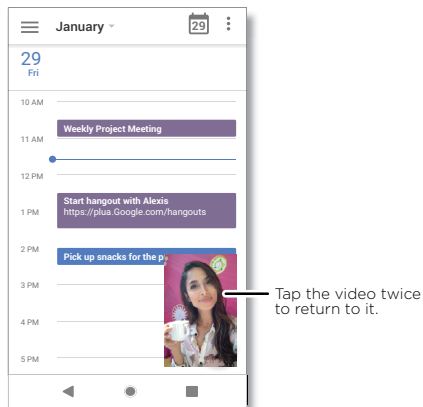 January
29
29
Fri
10 AM
Weekly Project Meeting
11 AM
12 PM
Start hangout with Alexis
https://plua.Google.com/hangouts
1 PM
2 PM
Pick up snacks for the p
3 PM
Tap the video twice
to return to it.
4 PM
5 PM